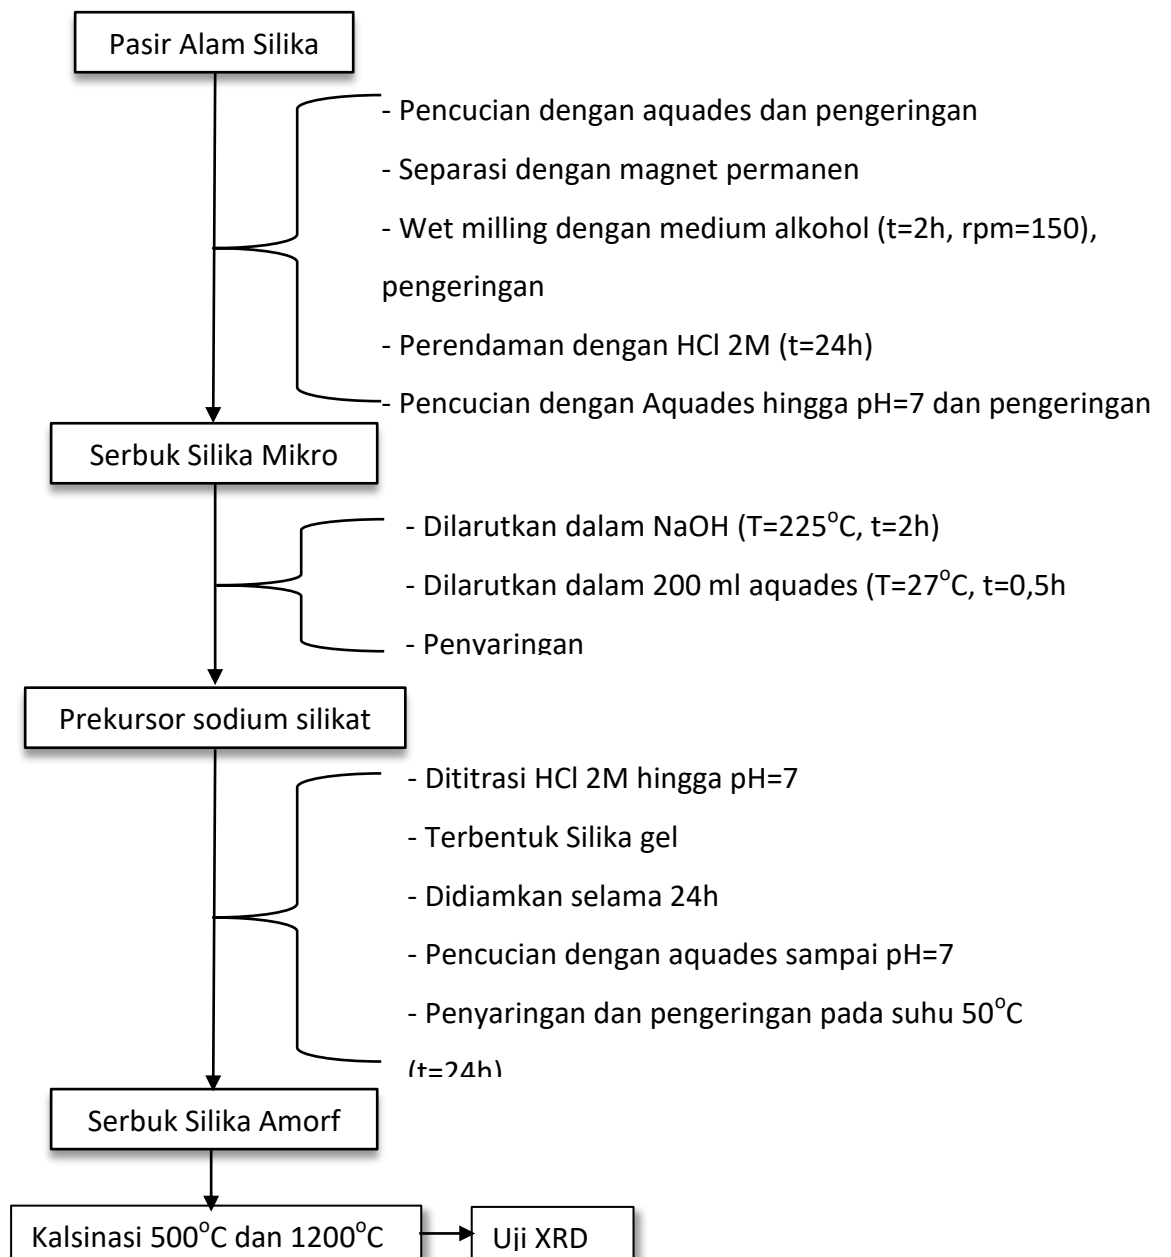 Pasir Alam Silika
- Pencucian dengan aquades dan pengeringan
- Separasi dengan magnet permanen
- Wet milling dengan medium alkohol (t=2h, rpm=150),
pengeringan
- Perendaman dengan HCl 2M (t=24h)
- Pencucian dengan Aquades hingga pH=7 dan pengeringan
Serbuk Silika Mikro
- Dilarutkan dalam NaOH (T=225°C, t=2h)
- Dilarutkan dalam 200 ml aquades (T=27°C, t=0,5h
- Penyaringan
Prekursor sodium silikat
- Dititrasi HCl 2M hingga pH=7
- Terbentuk Silika gel
- Didiamkan selama 24h
- Pencucian dengan aquades sampai pH=7
- Penyaringan dan pengeringan pada suhu 50°C
(t=24h)
Serbuk Silika Amorf
Kalsinasi 500°C dan 1200°C
Uji XRD